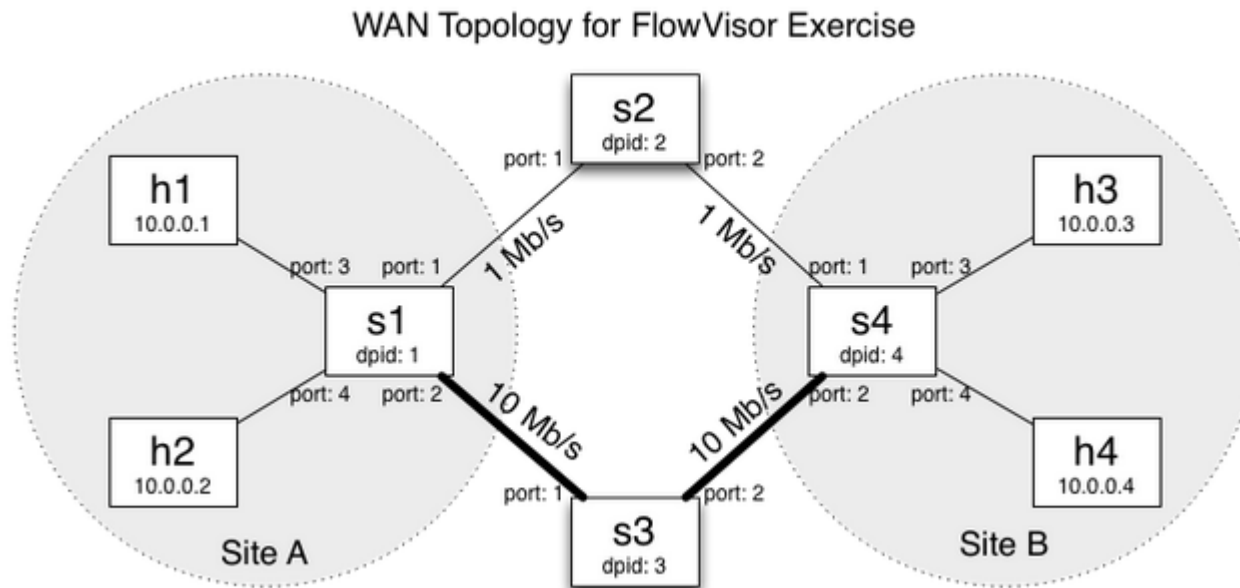 WAN Topology for FlowVisor Exercise
s2
dpid: 2
port: 1
port: 2
h1
10.0.0.1
h3
10.0.0.3
1 Mb/s
1 Mb/s
port: 3
port: 1
port: 1
port: 3
s1
dpid: 1
s4
dpid: 4
port: 4
port: 2
port: 2
port: 4
10 Mb/s
10 Mb/s
h2
10.0.0.2
h4
10.0.0.4
port: 1
port: 2
s3
dpid: 3
Site A
Site B